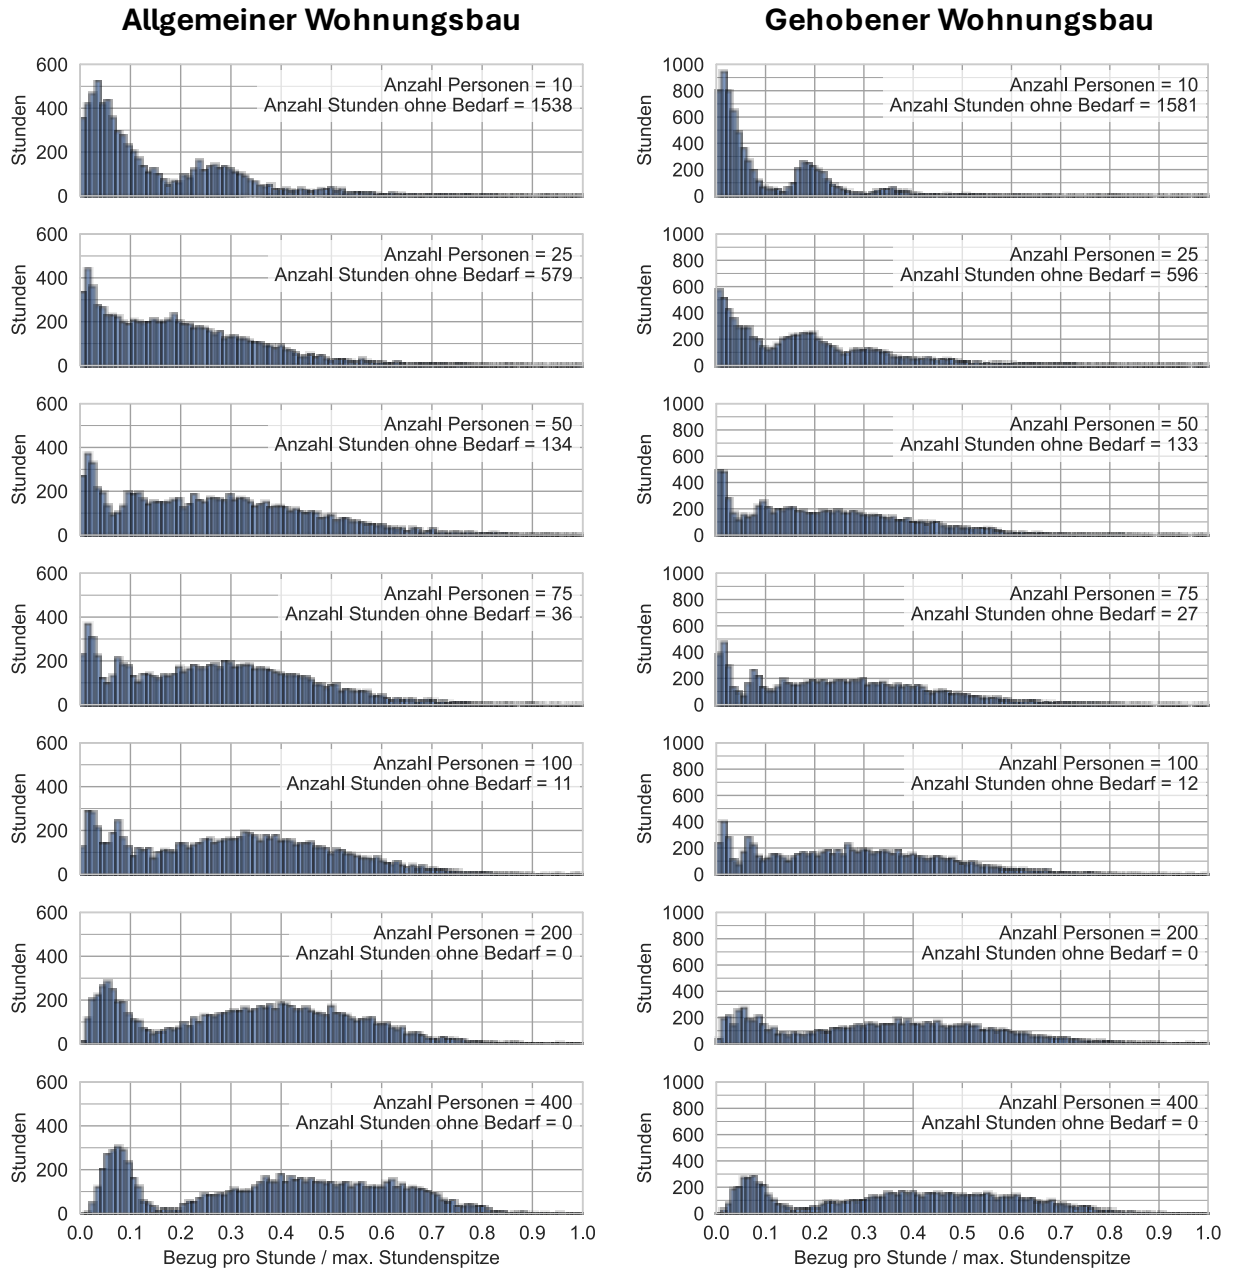 Allgemeiner Wohnungsbau
Gehobener Wohnungsbau
600
400
200
0
Stunden
Anzahl Personen = 10
Anzahl Stunden ohne Bedarf = 1538
1000
800
600
400
200
0
Stunden
Anzahl Personen = 10
Anzahl Stunden ohne Bedarf = 1581
600
400
200
0
Stunden
Anzahl Personen = 25
Anzahl Stunden ohne Bedarf = 579
1000
800
600
400
200
0
Stunden
Anzahl Personen = 25
Anzahl Stunden ohne Bedarf = 596
600
400
200
0
Stunden
Anzahl Personen = 50
Anzahl Stunden ohne Bedarf = 134
1000
800
600
400
200
0
Stunden
Anzahl Personen = 50
Anzahl Stunden ohne Bedarf = 133
600
400
200
0
Stunden
Anzahl Personen = 75
Anzahl Stunden ohne Bedarf = 36
1000
800
600
400
200
0
Stunden
Anzahl Personen = 75
Anzahl Stunden ohne Bedarf = 27
600
400
200
0
Stunden
Anzahl Personen = 100
Anzahl Stunden ohne Bedarf = 11
1000
800
600
400
200
0
Stunden
Anzahl Personen = 100
Anzahl Stunden ohne Bedarf = 12
600
400
200
0
Stunden
Anzahl Personen = 200
Anzahl Stunden ohne Bedarf = 0
1000
800
600
400
200
0
Stunden
Anzahl Personen = 200
Anzahl Stunden ohne Bedarf = 0
600
400
200
0
Stunden
Anzahl Personen = 400
Anzahl Stunden ohne Bedarf = 0
0.0 0.1 0.2 0.3 0.4 0.5 0.6 0.7 0.8 0.9 1.0
Bezug pro Stunde / max. Stundenspitze
1000
800
600
400
200
0
Stunden
Anzahl Personen = 400
Anzahl Stunden ohne Bedarf = 0
0.0 0.1 0.2 0.3 0.4 0.5 0.6 0.7 0.8 0.9 1.0
Bezug pro Stunde / max. Stundenspitze